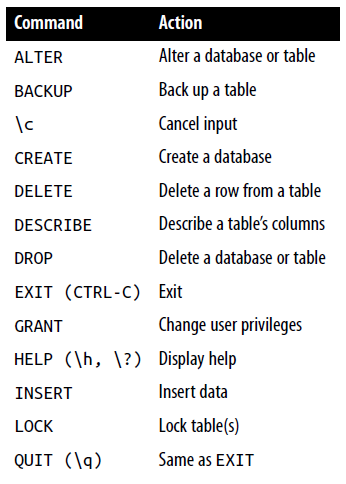 Command Action
ALTER Alter a database or table
BACKUP Back up a table
\c Cancel input
CREATE Create a database
DELETE Delete a row from a table
DESCRIBE Describe a table’s columns
DROP Delete a database or table
EXIT (CTRL-C) Exit
GRANT Change user privileges
HELP (\h, \?) Display help
INSERT Insert data
LOCK Lock table(s)
QUIT (\q) Same as EXIT